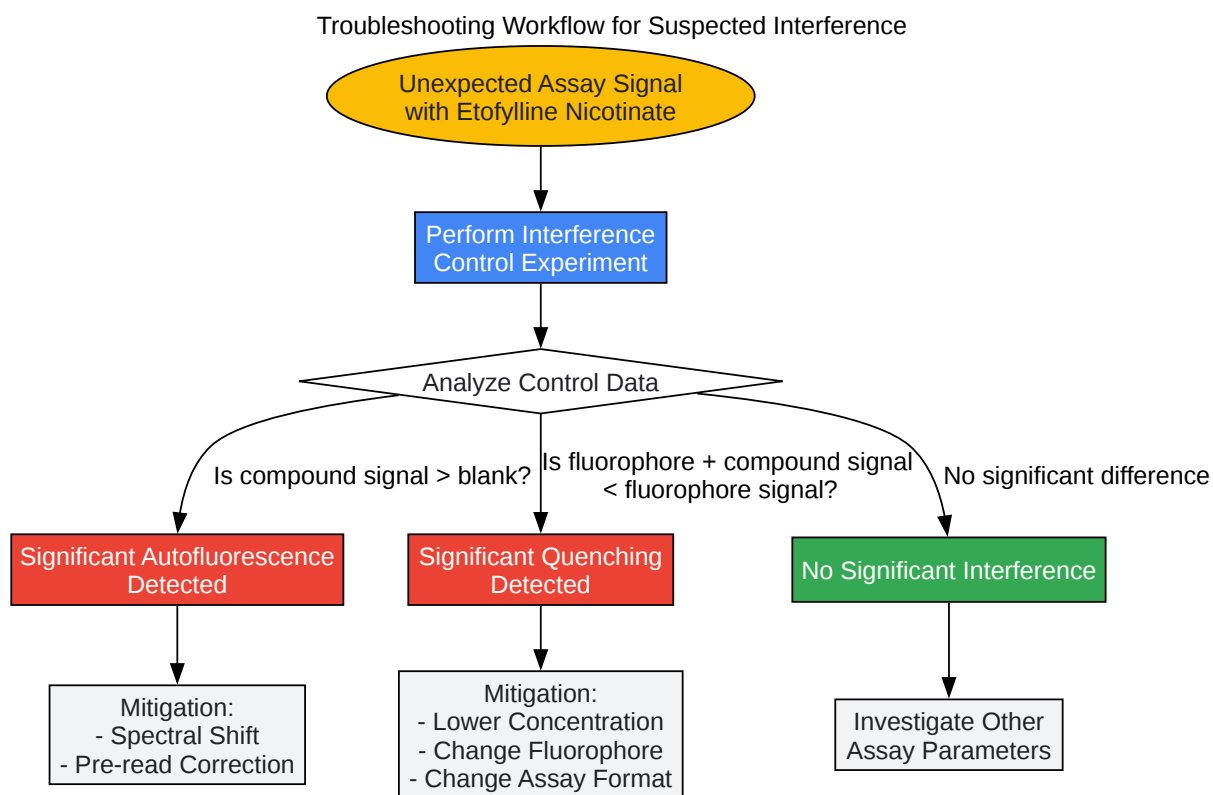 Troubleshooting Workflow for Suspected Interference
Unexpected Assay Signal
with Etofylline Nicotinate
Perform Interference
Control Experiment
Analyze Control Data
Is compound signal > blank?
Is fluorophore + compound signal
< fluorophore signal?
No significant difference
Significant Autofluorescence
Detected
Significant Quenching
Detected
No Significant Interference
Mitigation:
- Spectral Shift
- Pre-read Correction
Mitigation:
- Lower Concentration
- Change Fluorophore
- Change Assay Format
Investigate Other
Assay Parameters